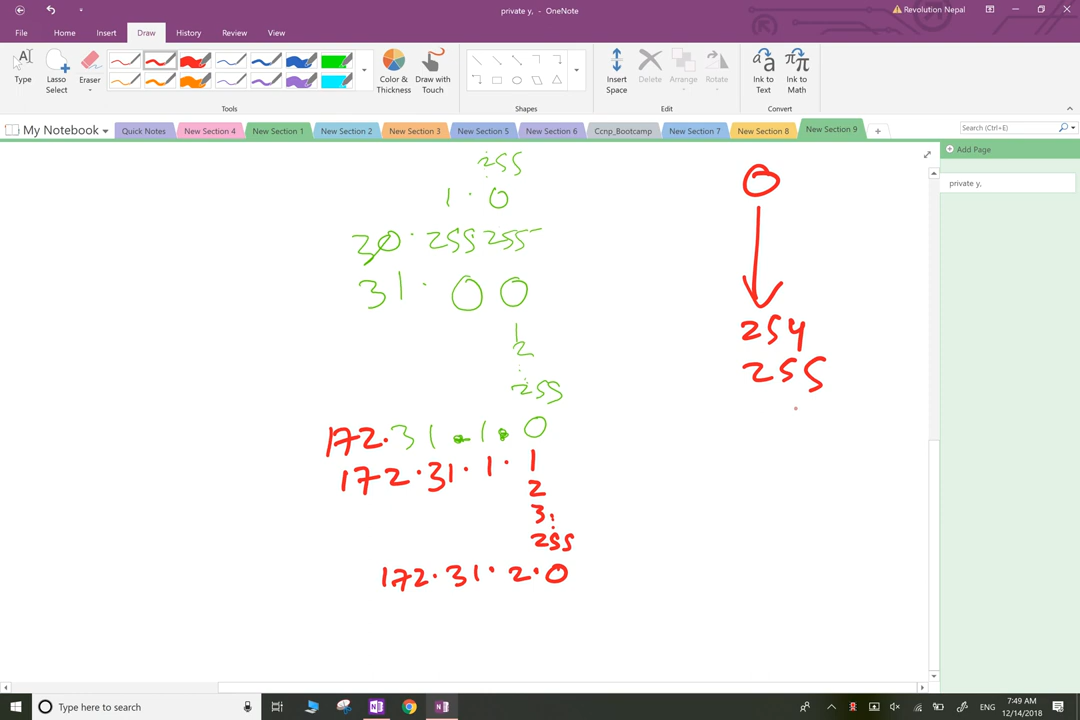 private y, - OneNote
Revolution Nepal
File Home Insert Draw History Review View
Type
Lasso Select
Eraser
Color & Thickness
Draw with Touch
Insert Space
Delete
Arrange
Rotate
Ink to Text
Ink to Math
Tools
Shapes
Edit
Convert
My Notebook
Quick Notes
New Section 4
New Section 1
New Section 2
New Section 3
New Section 5
New Section 6
Ccnp_Bootcamp
New Section 7
New Section 8
New Section 9
Search (Ctrl+E)
Add Page
private y,
255
1.0
30.255 255
31.00
1
2
255
172.31.1.0
172.31.1.1
2
3
255
172.31.2.0
0
254
255
Type here to search
ENG
7:49 AM
12/14/2018